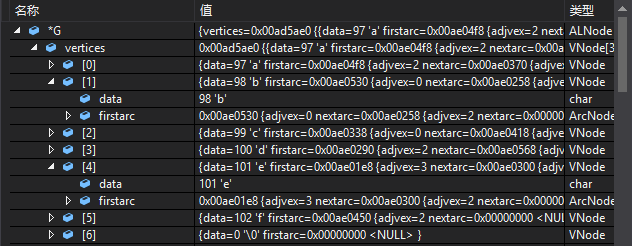 名称 值 类型
*G {vertices=0x00ad5ae0 {{data=97 'a' firstarc=0x00ae04f8 {adjvex=2 next ALNode
vertices 0x00ad5ae0 {{data=97 'a' firstarc=0x00ae04f8 {adjvex=2 nextarc= VNode[3
[0] {data=97 'a' firstarc=0x00ae04f8 {adjvex=2 nextarc=0x00ae0370 {adjv VNode
[1] {data=98 'b' firstarc=0x00ae0530 {adjvex=0 nextarc=0x00ae0258 {adjv VNode
data 98 'b' char
firstarc 0x00ae0530 {adjvex=0 nextarc=0x00ae0258 {adjvex=2 nextarc=0x00000 ArcNode
[2] {data=99 'c' firstarc=0x00ae0338 {adjvex=0 nextarc=0x00ae0418 {adjv VNode
[3] {data=100 'd' firstarc=0x00ae0290 {adjvex=2 nextarc=0x00ae0568 {adj VNode
[4] {data=101 'e' firstarc=0x00ae01e8 {adjvex=3 nextarc=0x00ae0300 {adj VNode
data 101 'e' char
firstarc 0x00ae01e8 {adjvex=3 nextarc=0x00ae0300 {adjvex=2 nextarc=0x00000 ArcNode
[5] {data=102 'f' firstarc=0x00ae0450 {adjvex=2 nextarc=0x00000000 <NUL VNode
[6] {data=0 '\0' firstarc=0x00000000 <NULL> } VNode